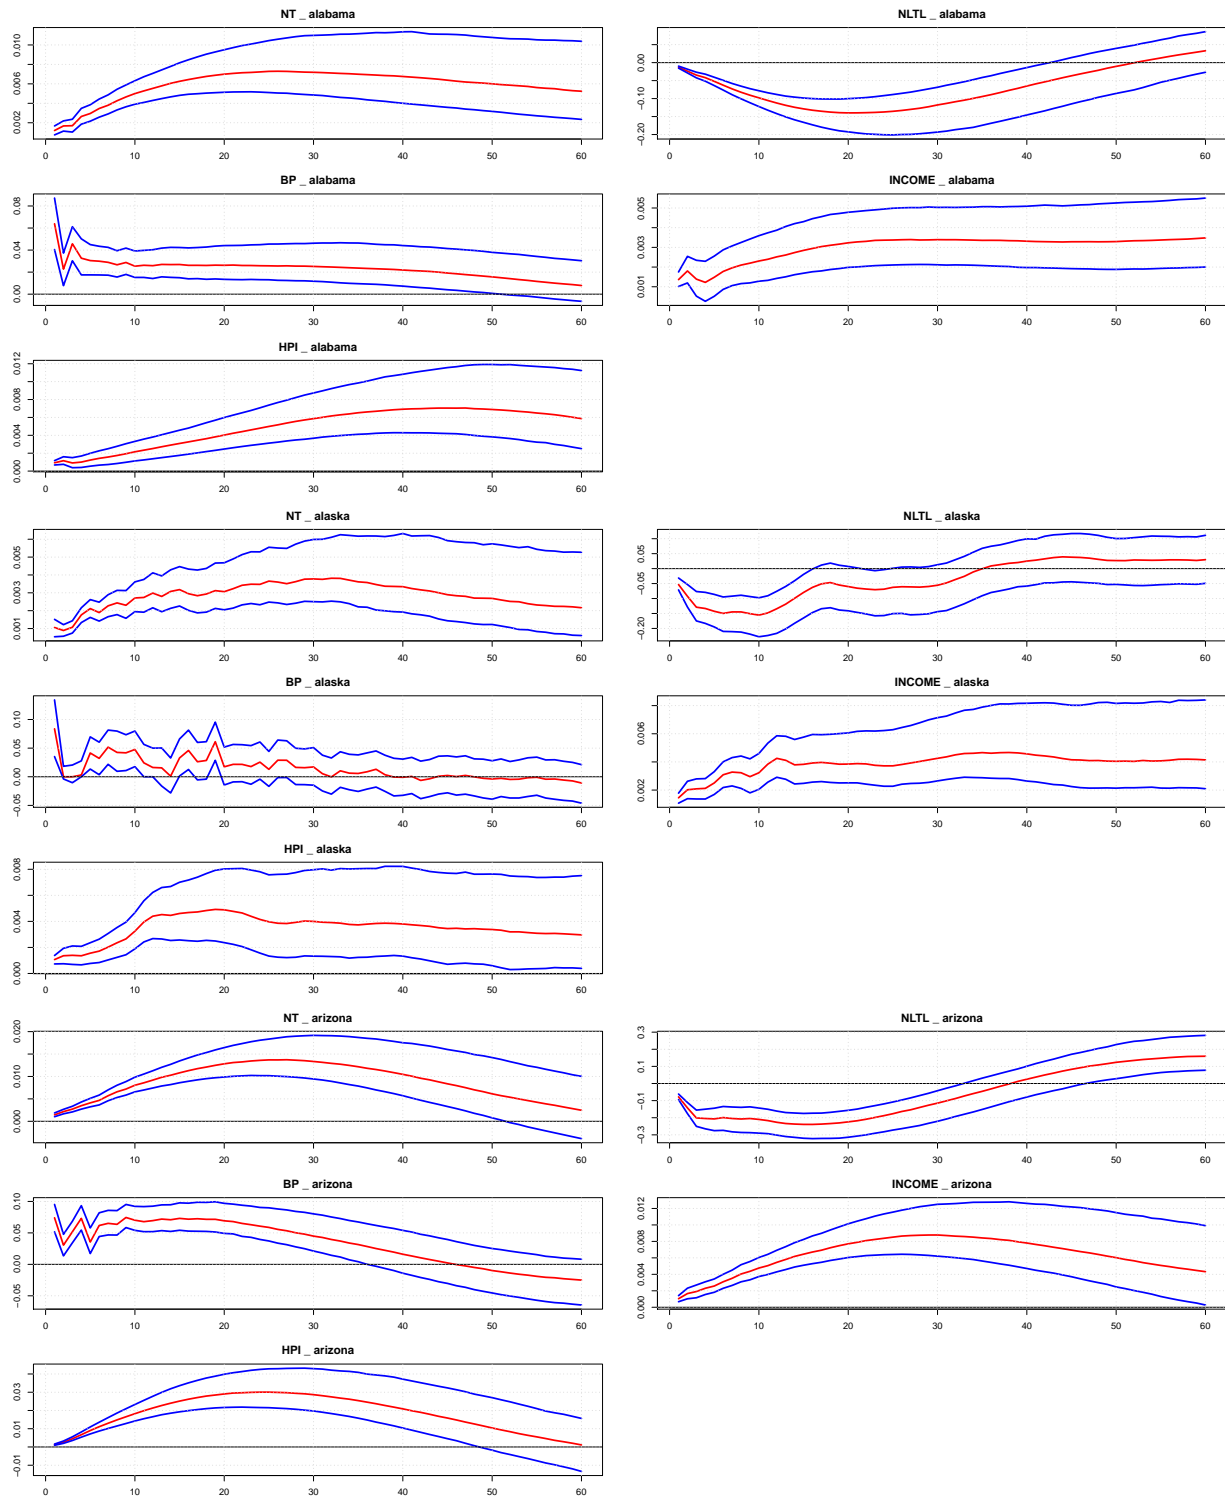 NT _ alabama
0.002 0.006 0.010
0 10 20 30 40 50 60
NLTL _ alabama
−0.20 −0.10 0.00
0 10 20 30 40 50 60
BP _ alabama
0.00 0.04 0.08
0 10 20 30 40 50 60
INCOME _ alabama
0.001 0.003 0.005
0 10 20 30 40 50 60
HPI _ alabama
0.000 0.004 0.008 0.012
0 10 20 30 40 50 60
NT _ alaska
0.001 0.003 0.005
0 10 20 30 40 50 60
NLTL _ alaska
−0.20 −0.05 0.05
0 10 20 30 40 50 60
BP _ alaska
−0.05 0.00 0.05 0.10
0 10 20 30 40 50 60
INCOME _ alaska
0.002 0.006
0 10 20 30 40 50 60
HPI _ alaska
0.000 0.004 0.008
0 10 20 30 40 50 60
NT _ arizona
0.000 0.010 0.020
0 10 20 30 40 50 60
NLTL _ arizona
−0.3 −0.1 0.1 0.3
0 10 20 30 40 50 60
BP _ arizona
−0.05 0.00 0.05 0.10
0 10 20 30 40 50 60
INCOME _ arizona
0.000 0.004 0.008 0.012
0 10 20 30 40 50 60
HPI _ arizona
−0.01 0.01 0.03
0 10 20 30 40 50 60